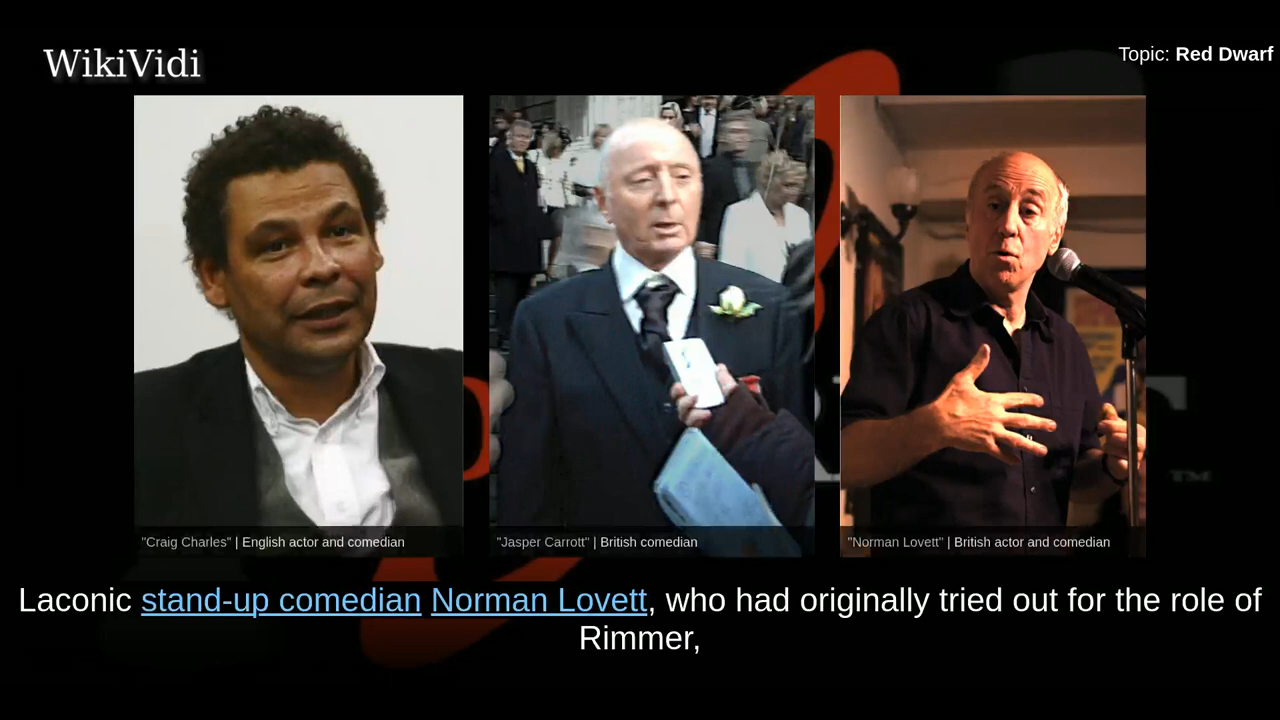 WikiVidi
Topic: Red Dwarf
"Craig Charles" | English actor and comedian
"Jasper Carrott" | British comedian
"Norman Lovett" | British actor and comedian
Laconic stand-up comedian Norman Lovett, who had originally tried out for the role of
Rimmer,